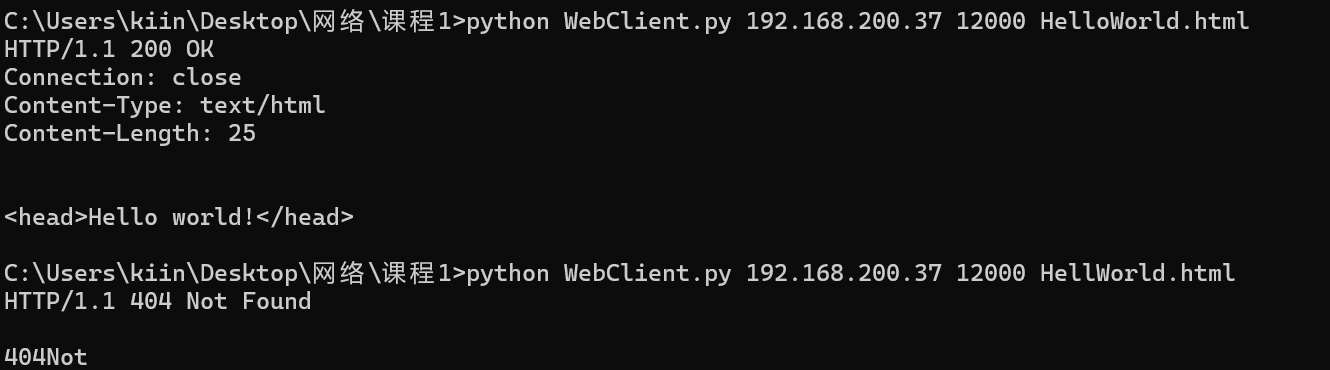 C:\Users\kiin\Desktop\网络\课程1>python WebClient.py 192.168.200.37 12000 HelloWorld.html
HTTP/1.1 200 OK
Connection: close
Content-Type: text/html
Content-Length: 25
<head>Hello world!</head>
C:\Users\kiin\Desktop\网络\课程1>python WebClient.py 192.168.200.37 12000 HellWorld.html
HTTP/1.1 404 Not Found
404Not